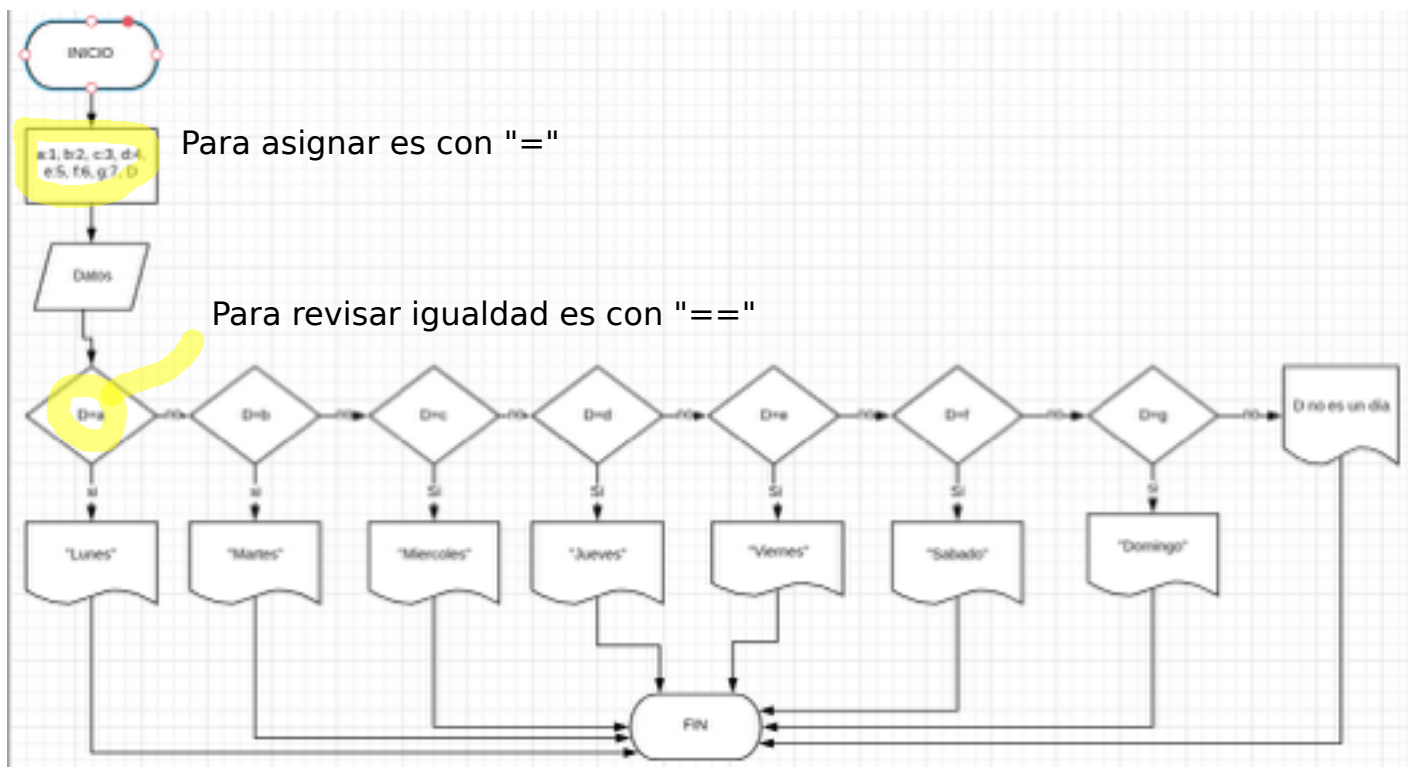 INICIO
a:1, b:2, c:3, d:4,
e:5, f:6, g:7, D
Para asignar es con "="
Datos
Para revisar igualdad es con "=="
D=a
no
D=b
no
D=c
no
D=d
no
D=e
no
D=f
no
D=g
no
D no es un día
si
si
si
si
si
si
si
"Lunes"
"Martes"
"Miercoles"
"Jueves"
"Viernes"
"Sabado"
"Domingo"
FIN